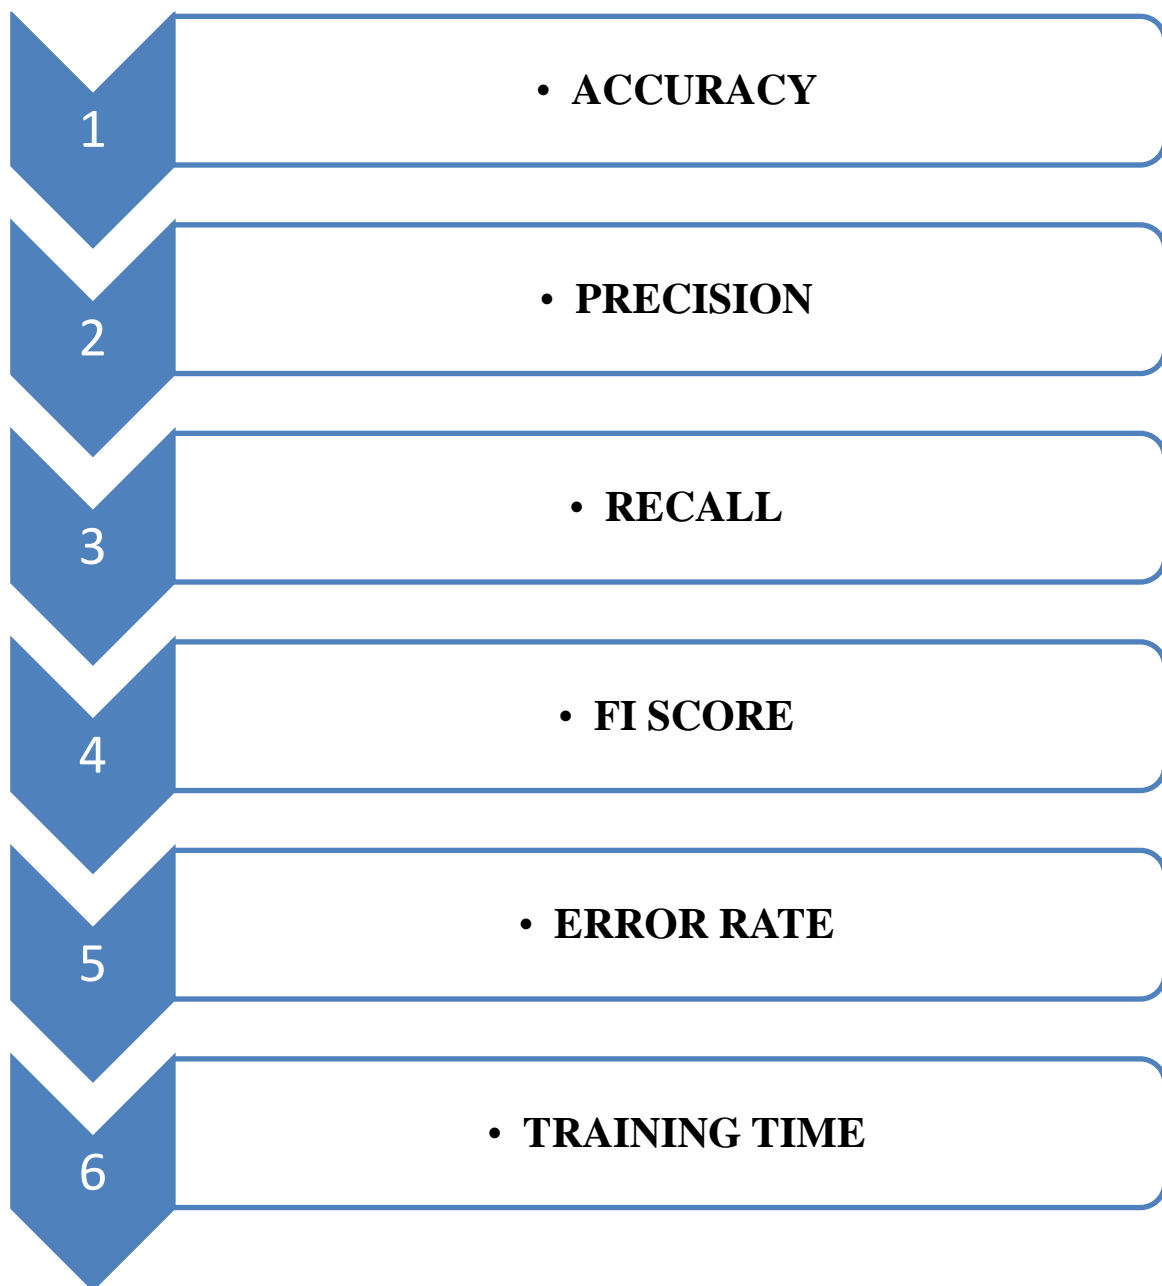 1
• ACCURACY
2
• PRECISION
3
• RECALL
4
• FI SCORE
5
• ERROR RATE
6
• TRAINING TIME